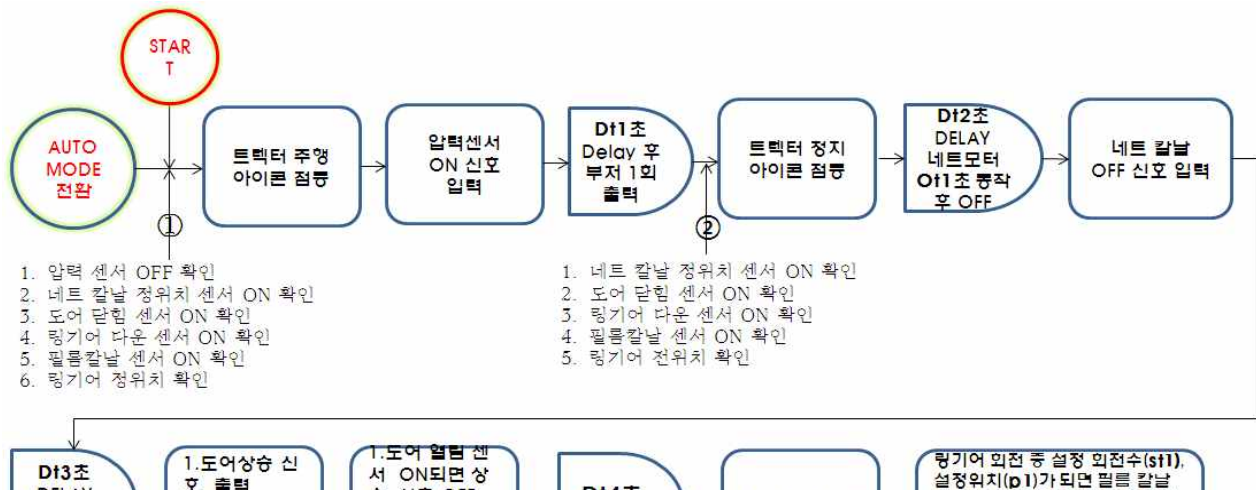 STAR
T
AUTO
MODE
전환
트렉터 주행
아이콘 점등
압력센서
ON 신호
입력
Dt1초
Delay 후
부저 1회
출력
트렉터 정지
아이콘 점등
Dt2초
DELAY
네트모터
Ot1초 동작
후 OFF
네트 칼날
OFF 신호 입력
①
②
1. 압력 센서 OFF 확인
2. 네트 칼날 정위치 센서 ON 확인
3. 도어 닫힘 센서 ON 확인
4. 링기어 다운 센서 ON 확인
5. 필름칼날 센서 ON 확인
6. 링기어 정위치 확인
1. 네트 칼날 정위치 센서 ON 확인
2. 도어 닫힘 센서 ON 확인
3. 링기어 다운 센서 ON 확인
4. 필름칼날 센서 ON 확인
5. 링기어 전위치 확인
Dt3초
1.도어상승 신
호 출력
1.도어 열림 센
서 ON되면 상
링기어 회전 중 설정 회전수(st1),
설정위치(p1)가 되면 필름 칼날